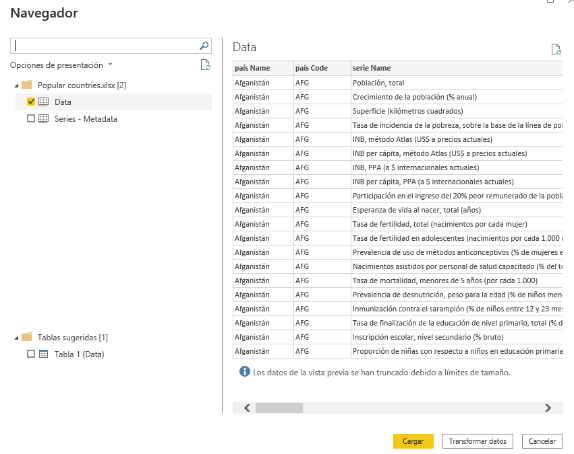 Navegador
Opciones de presentación
Popular countries.xlsx [2]
Data
Series - Metadata
Tablas sugeridas [1]
Tabla 1 (Data)
Data
país Name país Code serie Name
Afganistán AFG Población, total
Afganistán AFG Crecimiento de la población (% anual)
Afganistán AFG Superficie (kilómetros cuadrados)
Afganistán AFG Tasa de incidencia de la pobreza, sobre la base de la línea de pol
Afganistán AFG INB, método Atlas (US$ a precios actuales)
Afganistán AFG INB per cápita, método Atlas (US$ a precios actuales)
Afganistán AFG INB, PPA (a $ internacionales actuales)
Afganistán AFG INB per cápita, PPA (a $ internacionales actuales)
Afganistán AFG Participación en el ingreso del 20% peor remunerado de la pobla
Afganistán AFG Esperanza de vida al nacer, total (años)
Afganistán AFG Tasa de fertilidad, total (nacimientos por cada mujer)
Afganistán AFG Tasa de fertilidad en adolescentes (nacimientos por cada 1.000
Afganistán AFG Prevalencia de uso de métodos anticonceptivos (% de mujeres e
Afganistán AFG Nacimientos asistidos por personal de salud capacitado (% del t
Afganistán AFG Tasa de mortalidad, menores de 5 años (por cada 1.000)
Afganistán AFG Prevalencia de desnutrición, peso para la edad (% de niños men
Afganistán AFG Inmunización contra el sarampión (% de niños entre 12 y 23 me
Afganistán AFG Tasa de finalización de la educación de nivel primario, total (% d
Afganistán AFG Inscripción escolar, nivel secundario (% bruto)
Afganistán AFG Proporción de niñas con respecto a niños en educación primaria
Los datos de la vista previa se han truncado debido a límites de tamaño.
Cargar Transformar datos Cancelar